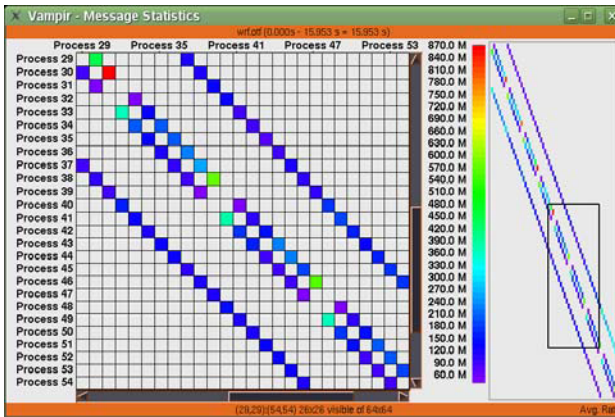 Vampir - Message Statistics
wrf.otf (0.000s - 15.953 s = 15.953 s)
Process 29 Process 35 Process 41 Process 47 Process 53
Process 29
Process 30
Process 31
Process 32
Process 33
Process 34
Process 35
Process 36
Process 37
Process 38
Process 39
Process 40
Process 41
Process 42
Process 43
Process 44
Process 45
Process 46
Process 47
Process 48
Process 49
Process 50
Process 51
Process 52
Process 53
Process 54
870.0 M
840.0 M
810.0 M
780.0 M
750.0 M
720.0 M
690.0 M
660.0 M
630.0 M
600.0 M
570.0 M
540.0 M
510.0 M
480.0 M
450.0 M
420.0 M
390.0 M
360.0 M
330.0 M
300.0 M
270.0 M
240.0 M
210.0 M
180.0 M
150.0 M
120.0 M
90.0 M
60.0 M
(29,29):(54,54) 26x26 visible of 64x64
Avg.